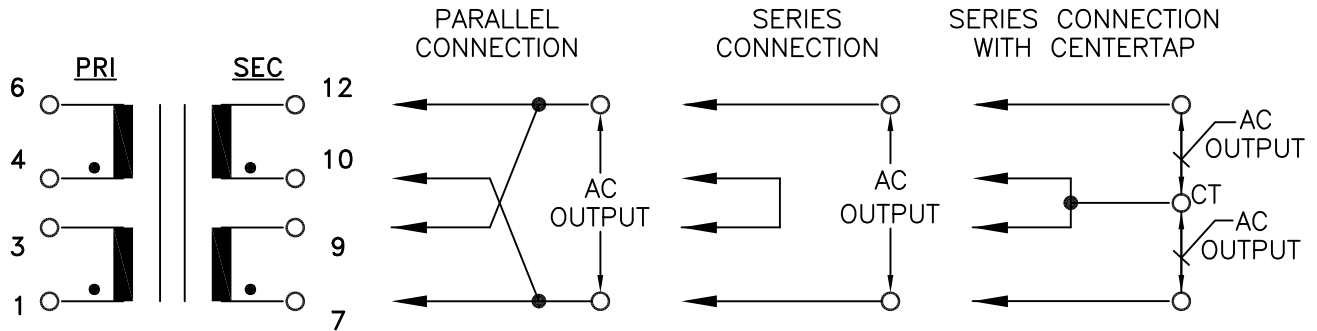 PRI
SEC
6
4
3
1
12
10
9
7
PARALLEL
CONNECTION
AC
OUTPUT
SERIES
CONNECTION
AC
OUTPUT
SERIES CONNECTION
WITH CENTERTAP
AC
OUTPUT
CT
AC
OUTPUT